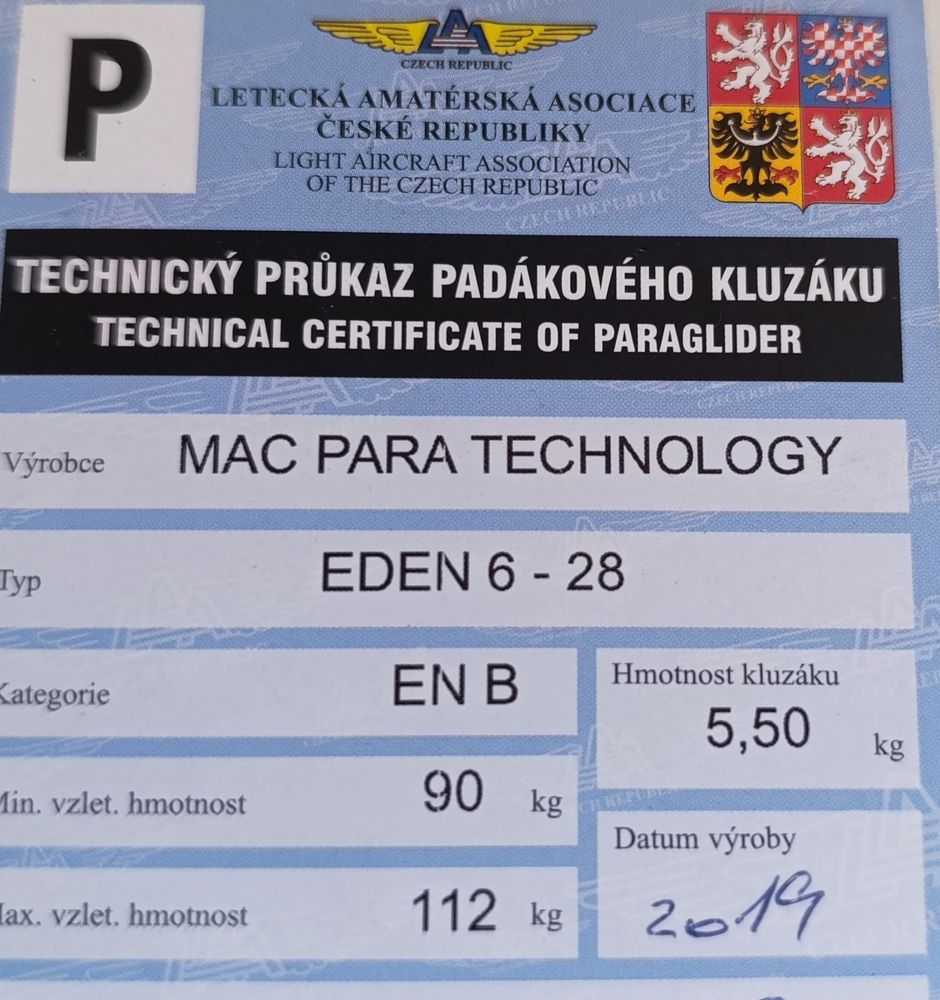 P
CZECH REPUBLIC
LETECKÁ AMATÉRSKÁ ASOCIACE
ČESKÉ REPUBLIKY
LIGHT AIRCRAFT ASSOCIATION
OF THE CZECH REPUBLIC
TECHNICKÝ PRŮKAZ PADÁKOVÉHO KLUZÁKU
TECHNICAL CERTIFICATE OF PARAGLIDER
Výrobce MAC PARA TECHNOLOGY
Typ EDEN 6 - 28
Kategorie EN B
Hmotnost kluzáku
5,50 kg
Min. vzlet. hmotnost 90 kg
Datum výroby
2019
Max. vzlet. hmotnost 112 kg